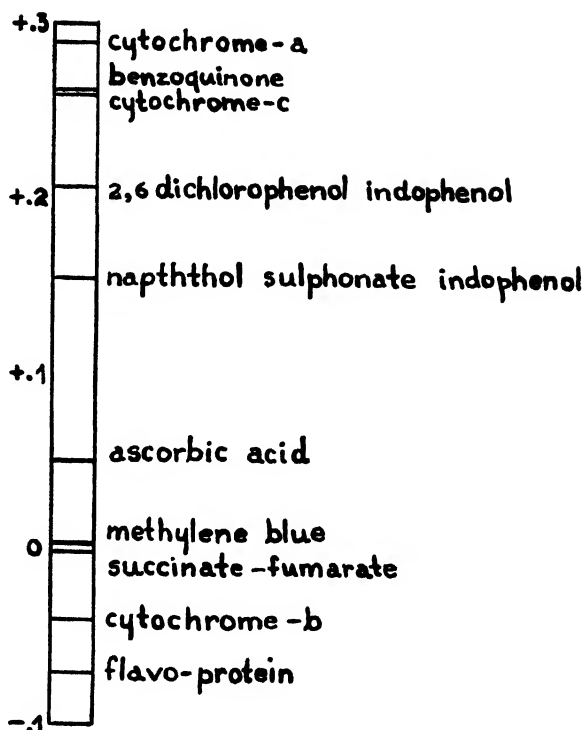 +.3
cytochrome-a
benzoquinone
cytochrome-c
+.2
2,6 dichlorophenol indophenol
napththol sulphonate indophenol
+.1
ascorbic acid
methylene blue
0
succinate-fumarate
cytochrome-b
flavo-protein
-.1